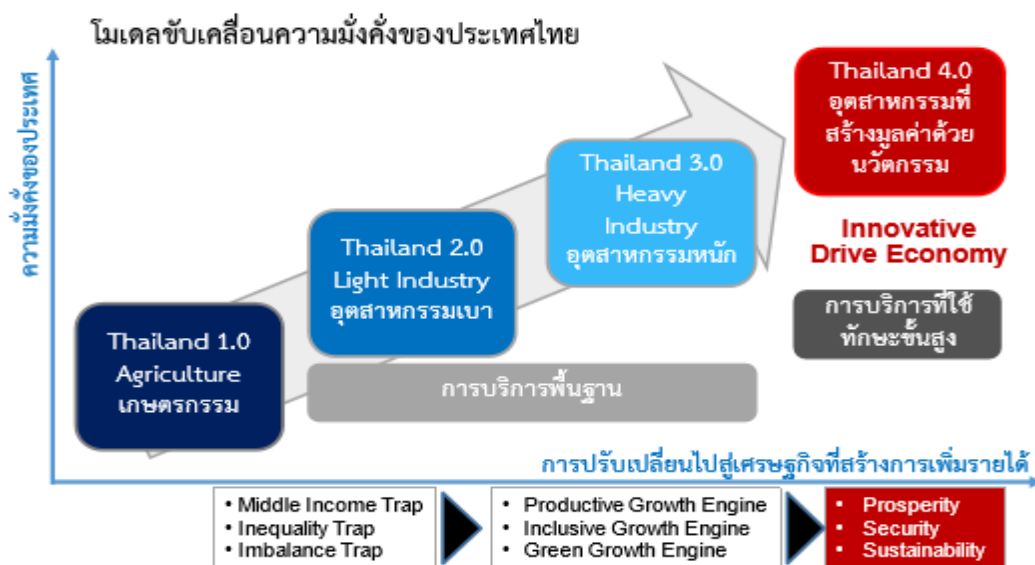 โมเดลขับเคลื่อนความมั่งคั่งของประเทศไทย
ความมั่งคั่งของประเทศ
Thailand 4.0
อุตสาหกรรมที่
สร้างมูลค่าด้วย
นวัตกรรม
Thailand 3.0
Heavy
Industry
อุตสาหกรรมหนัก
Thailand 2.0
Light Industry
อุตสาหกรรมเบา
Innovative
Drive Economy
Thailand 1.0
Agriculture
เกษตรกรรม
การบริการที่ใช้
ทักษะขั้นสูง
การบริการพื้นฐาน
การปรับเปลี่ยนไปสู่เศรษฐกิจที่สร้างการเพิ่มรายได้
• Middle Income Trap
• Inequality Trap
• Imbalance Trap
• Productive Growth Engine
• Inclusive Growth Engine
• Green Growth Engine
• Prosperity
• Security
• Sustainability